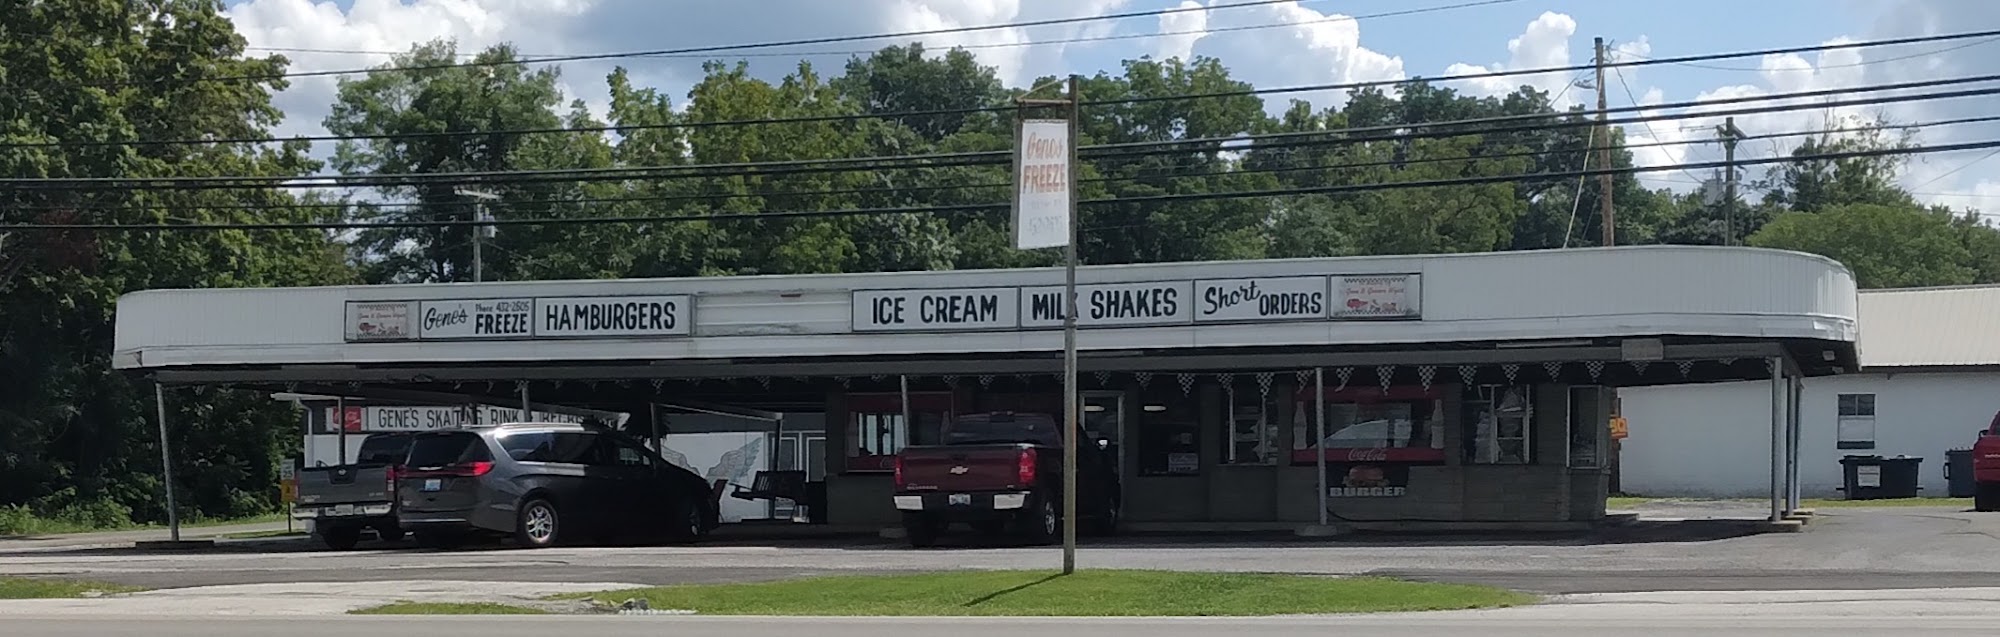 Genes
FREEZE
Gene's
Phone 432-2605
FREEZE
HAMBURGERS
ICE CREAM
MILK SHAKES
Short ORDERS
GENE'S SKATING RINK
Coca-Cola
BURGER